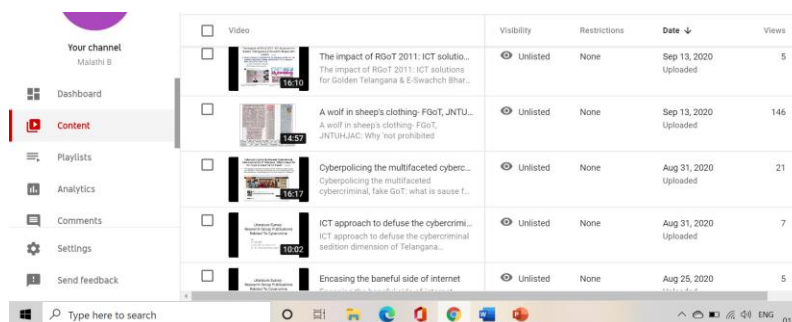 Your channel
Malathi B
Dashboard
Content
Playlists
Analytics
Comments
Settings
Send feedback
Video Visibility Restrictions Date Views
The impact of RGoT 2011: ICT solutio... Unlisted None Sep 13, 2020 5
The impact of RGoT 2011: ICT solutions Uploaded
for Golden Telangana & E-Swachh Bhar...
16:10
A wolf in sheep's clothing- FGoT, JNTU... Unlisted None Sep 13, 2020 146
A wolf in sheep's clothing- FGoT, Uploaded
JNTUHJAC: Why 'not prohibited
14:57
Cyberpolicing the multifaceted cyberc... Unlisted None Aug 31, 2020 21
Cyberpolicing the multifaceted Uploaded
cybercriminal, fake GoT: what is sause f...
16:17
ICT approach to defuse the cybercrimi... Unlisted None Aug 31, 2020 7
ICT approach to defuse the cybercriminal Uploaded
sedition dimension of Telangana...
10:02
Encasing the baneful side of internet Unlisted None Aug 25, 2020 5
Type here to search
ENG